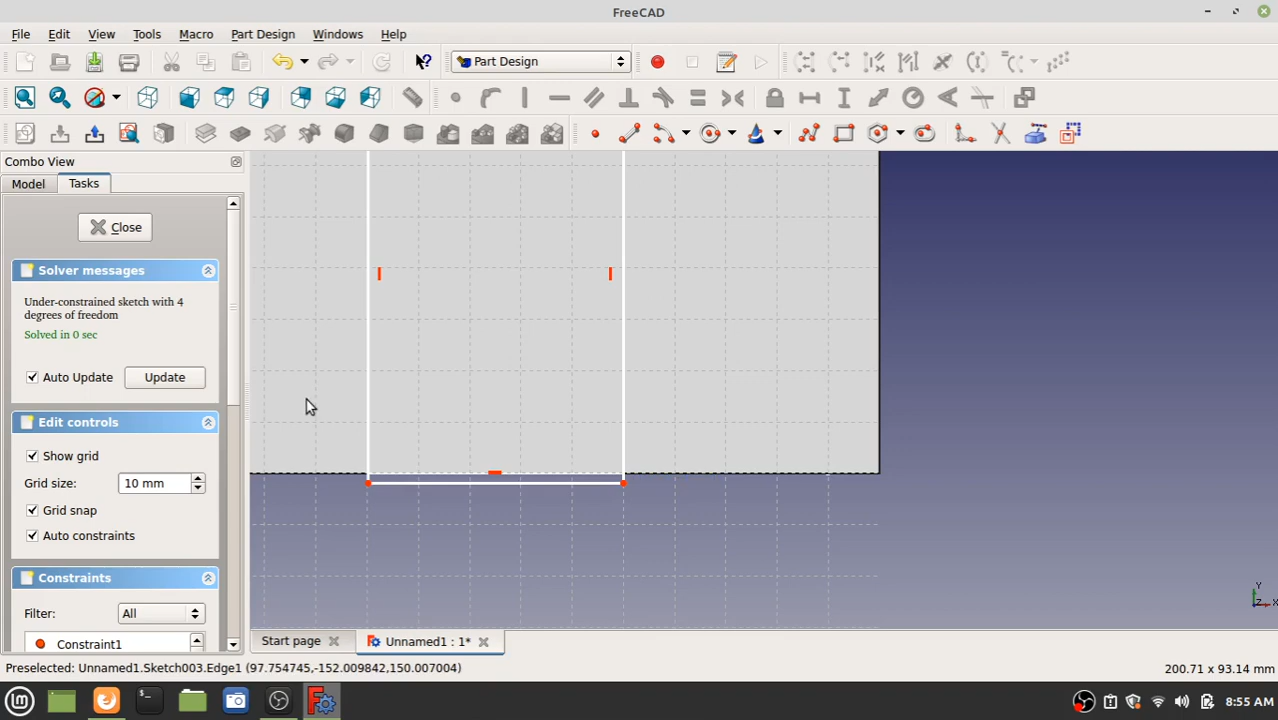 FreeCAD
File Edit View Tools Macro Part Design Windows Help
Part Design
Combo View
Model Tasks
Close
Solver messages
Under-constrained sketch with 4
degrees of freedom
Solved in 0 sec
Auto Update Update
Edit controls
Show grid
Grid size: 10 mm
Grid snap
Auto constraints
Constraints
Filter: All
Constraint1
Y
Z X
Start page Unnamed1 : 1*
Preselected: Unnamed1.Sketch003.Edge1 (97.754745,-152.009842,150.007004) 200.71 x 93.14 mm
8:55 AM